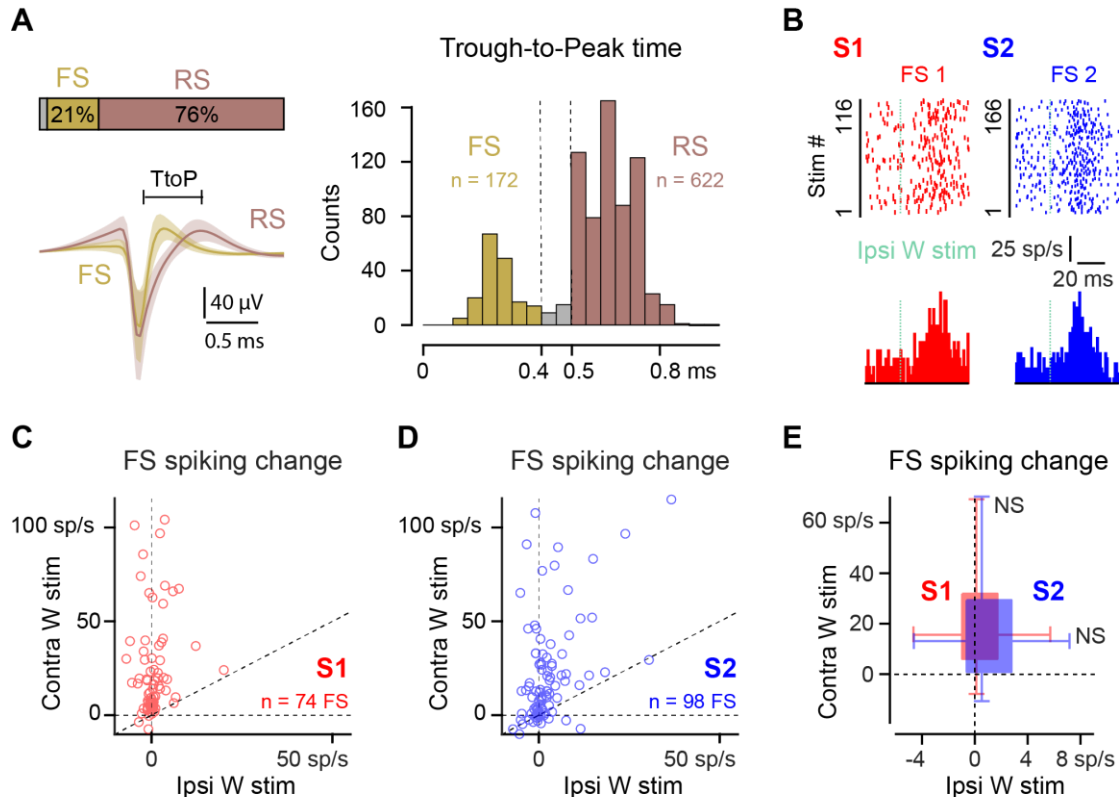 A
FS
RS
21%
76%
TtoP
RS
FS
40 µV
0.5 ms
Trough-to-Peak time
160
120
80
40
0
Counts
FS
n = 172
RS
n = 622
0
0.4
0.5
0.8 ms
B
S1
S2
FS 1
FS 2
116
Stim #
1
166
1
Ipsi W stim
25 sp/s
20 ms
C
FS spiking change
100 sp/s
50
0
Contra W stim
S1
n = 74 FS
0
50 sp/s
Ipsi W stim
D
FS spiking change
100 sp/s
50
0
Contra W stim
S2
n = 98 FS
0
50 sp/s
Ipsi W stim
E
FS spiking change
60 sp/s
40
20
0
Contra W stim
NS
S1
S2
NS
-4
0
4
8 sp/s
Ipsi W stim